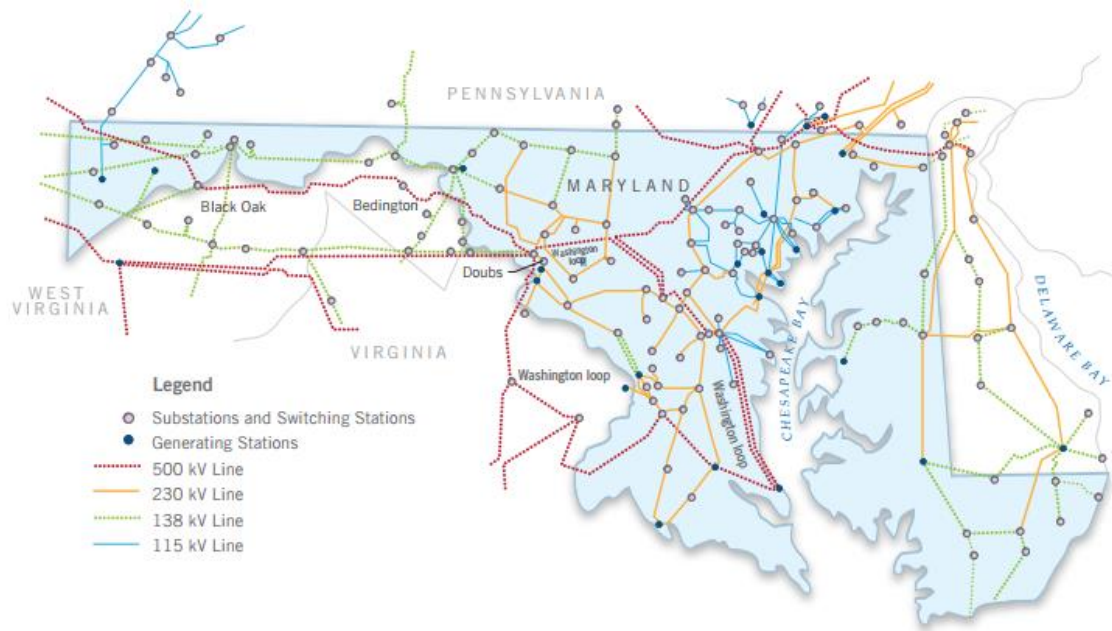 PENNSYLVANIA
MARYLAND
Black Oak
Bedington
Washington
loop
Doubs
WEST
VIRGINIA
VIRGINIA
DELAWARE BAY
CHESAPEAKE BAY
Washington loop
Washington loop
Legend
Substations and Switching Stations
Generating Stations
500 kV Line
230 kV Line
138 kV Line
115 kV Line